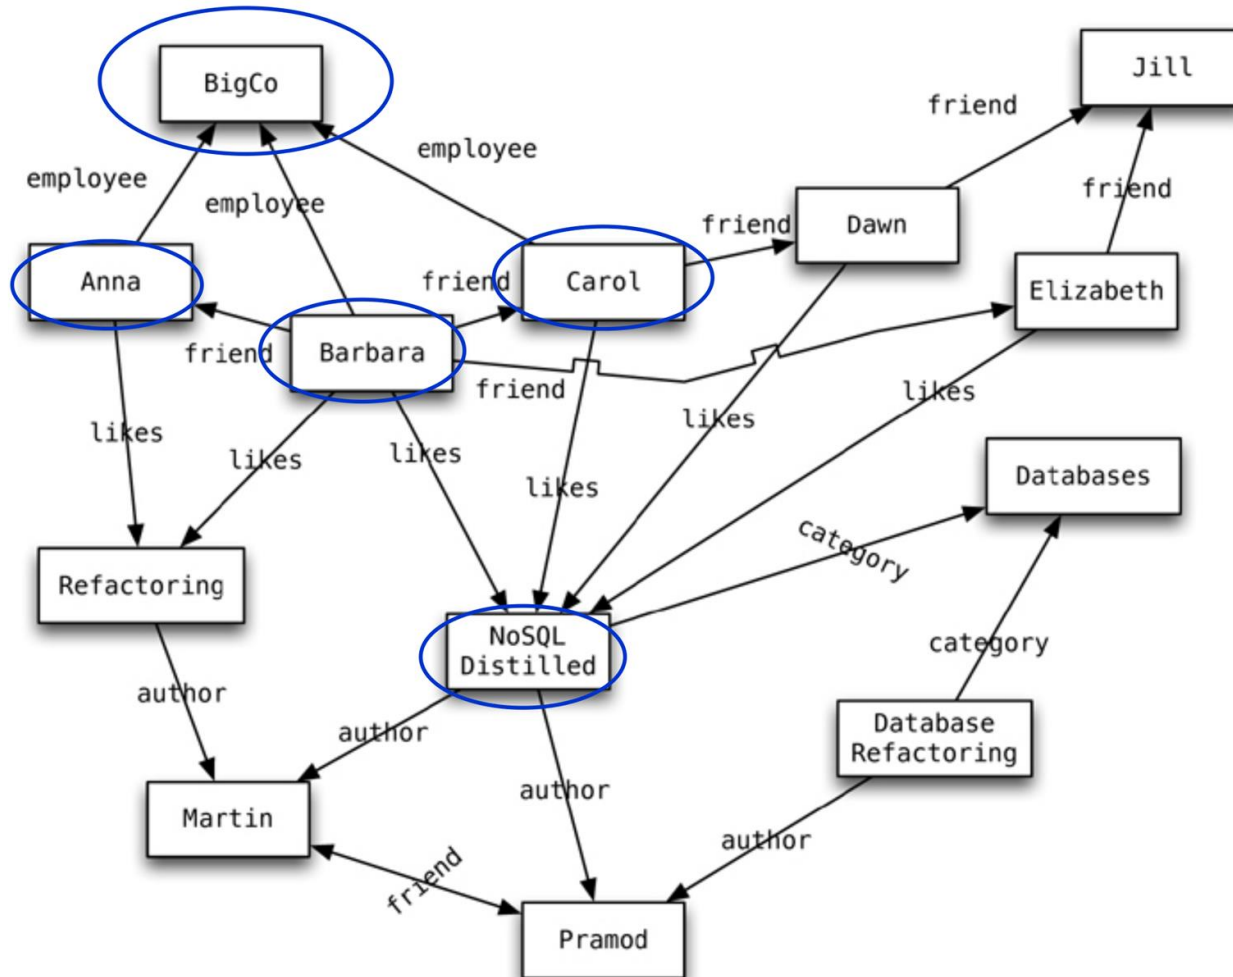 BigCo
Jill
friend
employee
employee
friend
employee
friend
Dawn
Anna
friend
Carol
Elizabeth
friend
Barbara
friend
likes
likes
likes
likes
likes
likes
Databases
category
Refactoring
NoSQL
Distilled
category
author
author
Database
Refactoring
author
Martin
author
friend
Pramod